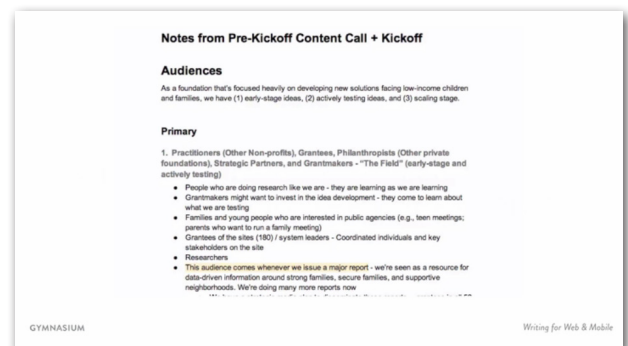 Notes from Pre-Kickoff Content Call + Kickoff
Audiences
As a foundation that's focused heavily on developing new solutions facing low-income children
and families, we have (1) early-stage ideas, (2) actively testing ideas, and (3) scaling stage.
Primary
1. Practitioners (Other Non-profits), Grantees, Philanthropists (Other private
foundations), Strategic Partners, and Grantmakers - "The Field" (early-stage and
actively testing)
● People who are doing research like we are - they are learning as we are learning
● Grantmakers might want to invest in the idea development - they come to learn about
what we are testing
● Families and young people who are interested in public agencies (e.g., teen meetings;
parents who want to run a family meeting)
● Grantees of the sites (180) / system leaders - Coordinated individuals and key
stakeholders on the site
● Researchers
● This audience comes whenever we issue a major report - we're seen as a resource for
data-driven information around strong families, secure families, and supportive
neighborhoods. We're doing many more reports now
GYMNASIUM
Writing for Web & Mobile